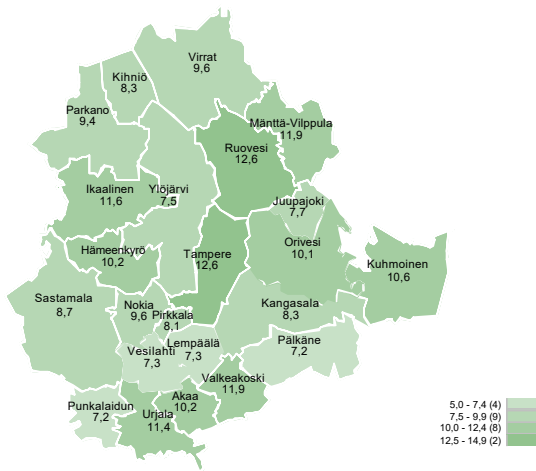 Virrat
9,6
Kihniö
8,3
Parkano
9,4
Mänttä-Vilppula
11,9
Ruovesi
12,6
Ikaalinen
11,6
Ylöjärvi
7,5
Juupajoki
7,7
Hämeenkyrö
10,2
Tampere
12,6
Orivesi
10,1
Kuhmoinen
10,6
Sastamala
8,7
Nokia
9,6
Pirkkala
8,1
Kangasala
8,3
Vesilahti
7,3
Lempäälä
7,3
Pälkäne
7,2
Valkeakoski
11,9
Punkalaidun
7,2
Akaa
10,2
Urjala
11,4
5,0 - 7,4 (4)
7,5 - 9,9 (9)
10,0 - 12,4 (8)
12,5 - 14,9 (2)